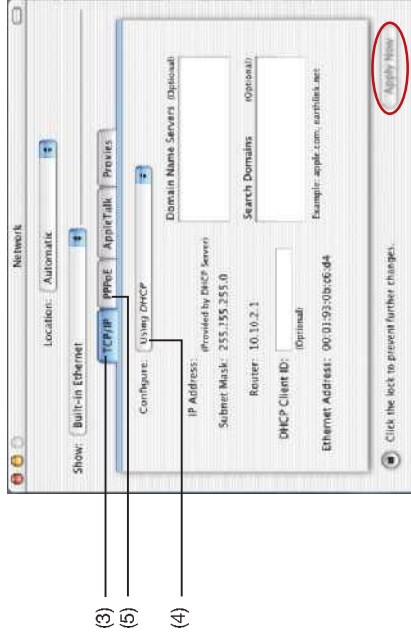 Network
Location: Automatic
Show: Built-in Ethernet
(3)
TCP/IP PPPoE AppleTalk Proxies
(5)
Configure: Using DHCP
(4)
Domain Name Servers (Optional)
IP Address: (Provided by DHCP Server)
Subnet Mask: 255.255.255.0
Router: 10.10.2.1
Search Domains (Optional)
DHCP Client ID:
(Optional)
Example: apple.com, earthlink.net
Ethernet Address: 00:03:93:0b:c6:d4
Click the lock to prevent further changes.
Apply Now